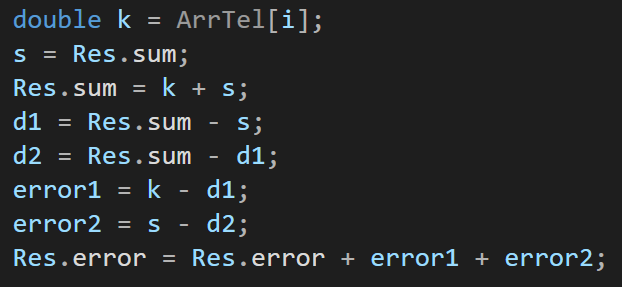 double k = ArrTel[i];
s = Res.sum;
Res.sum = k + s;
d1 = Res.sum - s;
d2 = Res.sum - d1;
error1 = k - d1;
error2 = s - d2;
Res.error = Res.error + error1 + error2;